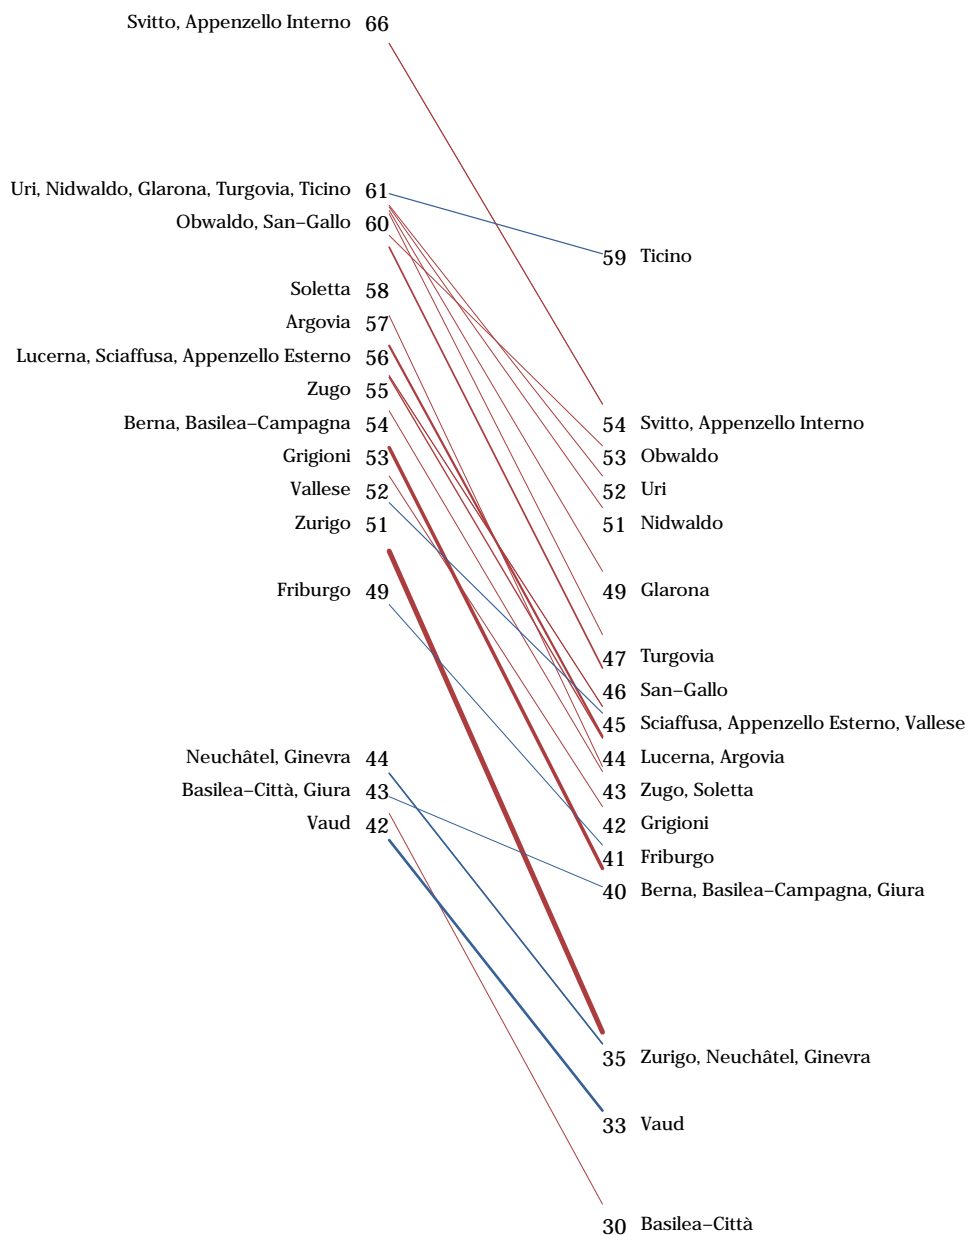 Svitto, Appenzello Interno 66
Uri, Nidwaldo, Glarona, Turgovia, Ticino 61
Obwaldo, San–Gallo 60
Soletta 58
Argovia 57
Lucerna, Sciaffusa, Appenzello Esterno 56
Zugo 55
Berna, Basilea–Campagna 54
Grigioni 53
Vallese 52
Zurigo 51
Friburgo 49
Neuchâtel, Ginevra 44
Basilea–Città, Giura 43
Vaud 42
59 Ticino
54 Svitto, Appenzello Interno
53 Obwaldo
52 Uri
51 Nidwaldo
49 Glarona
47 Turgovia
46 San–Gallo
45 Sciaffusa, Appenzello Esterno, Vallese
44 Lucerna, Argovia
43 Zugo, Soletta
42 Grigioni
41 Friburgo
40 Berna, Basilea–Campagna, Giura
35 Zurigo, Neuchâtel, Ginevra
33 Vaud
30 Basilea–Città